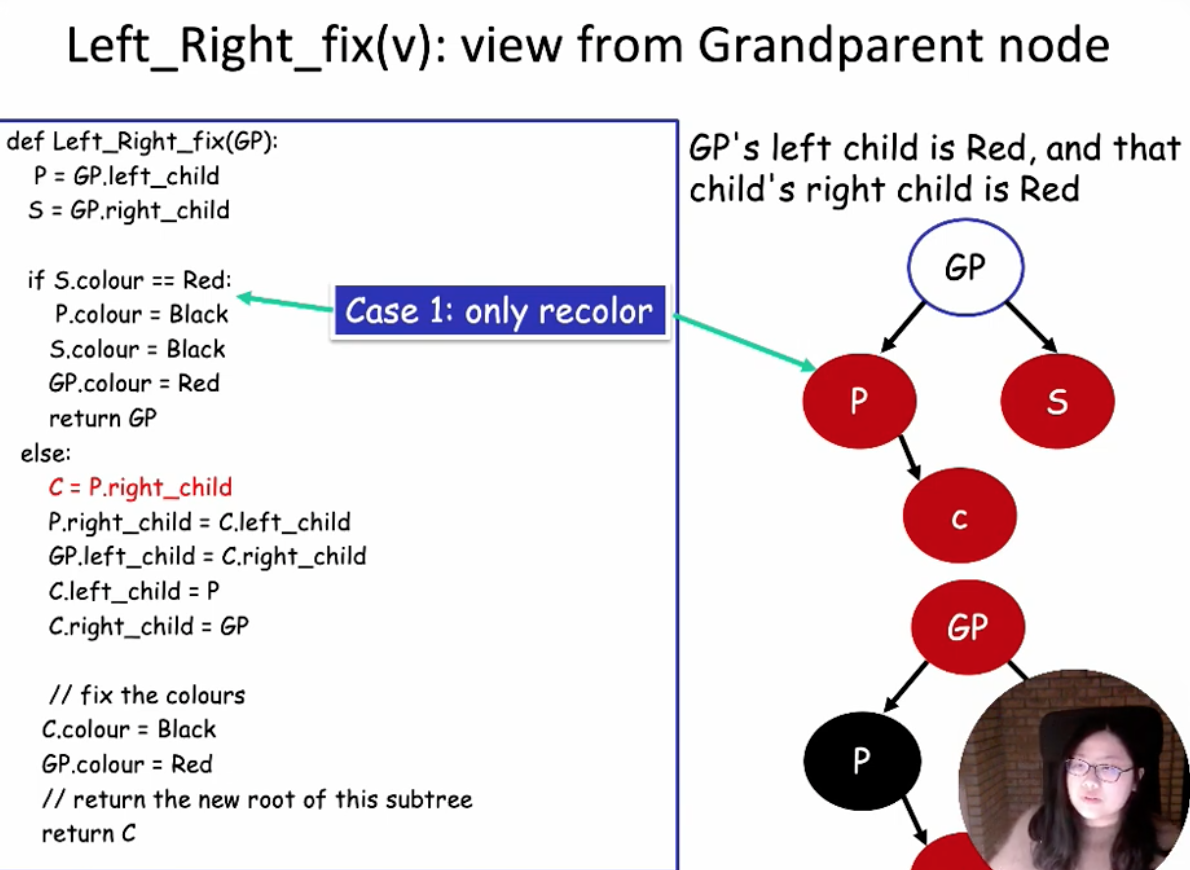 Left_Right_fix(v): view from Grandparent node
def Left_Right_fix(GP):
P = GP.left_child
S = GP.right_child
if S.colour == Red:
P.colour = Black
S.colour = Black
GP.colour = Red
return GP
else:
C = P.right_child
P.right_child = C.left_child
GP.left_child = C.right_child
C.left_child = P
C.right_child = GP
// fix the colours
C.colour = Black
GP.colour = Red
// return the new root of this subtree
return C
Case 1: only recolor
GP's left child is Red, and that
child's right child is Red
GP
P
S
c
GP
P